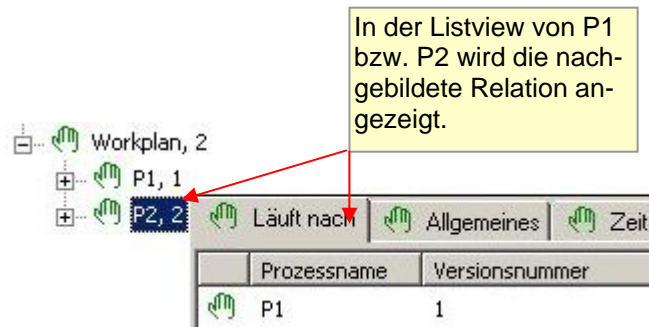 In der Listview von P1
bzw. P2 wird die nach-
gebildete Relation an-
gezeigt.
Workplan, 2
P1, 1
P2, 2
Läuft nach Allgemeines Zeit
Prozessname Versionsnummer
P1 1